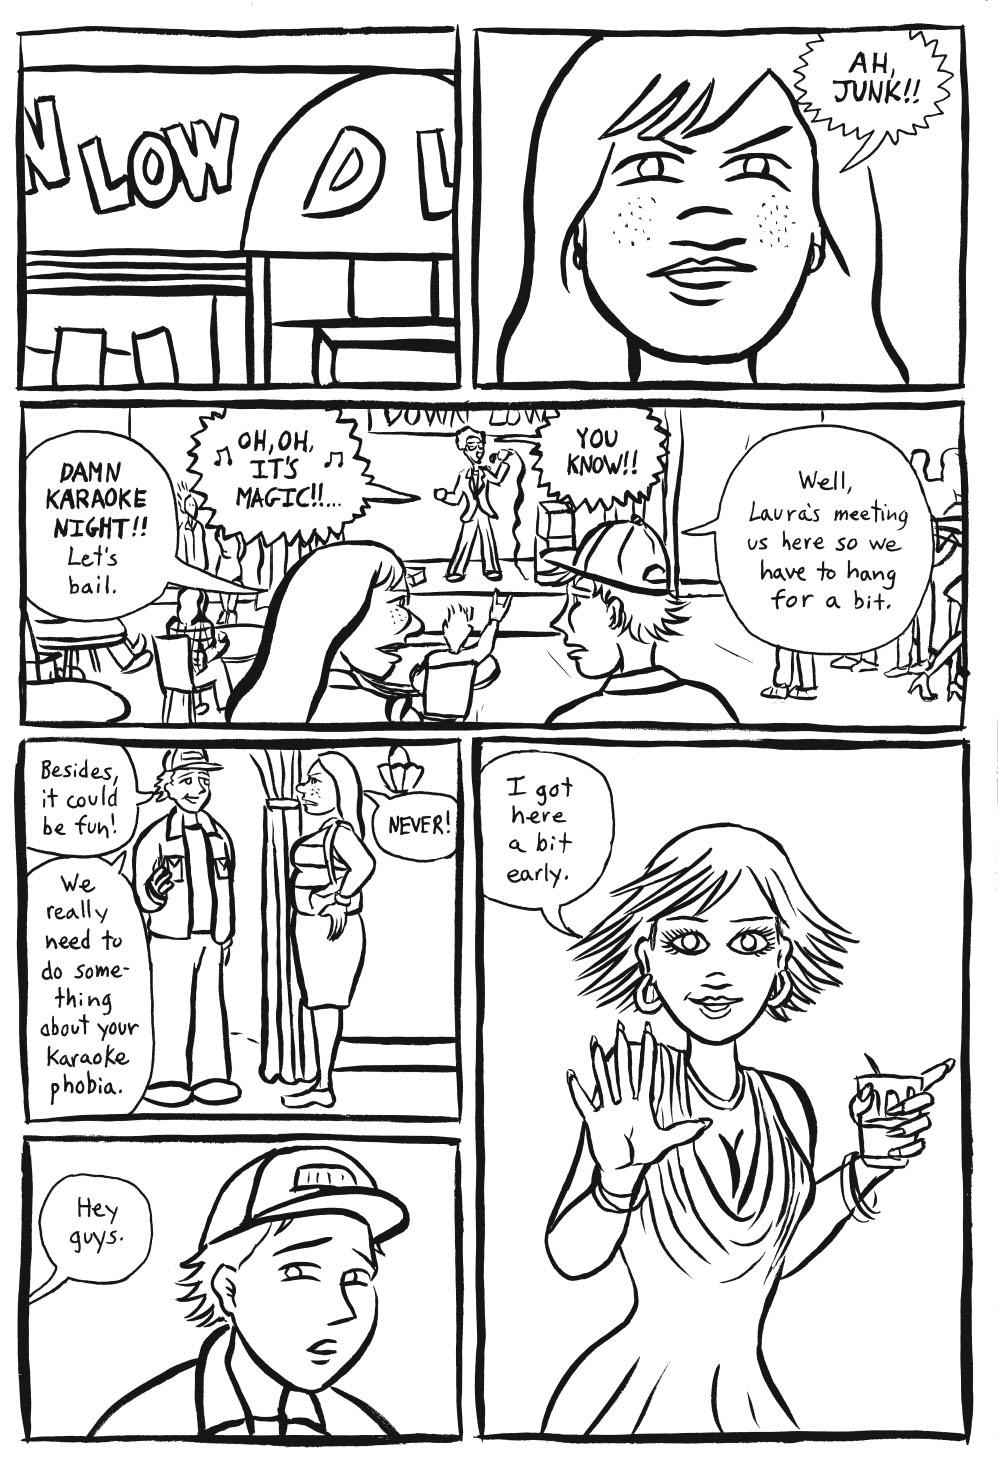 N LOW D L
AH,
JUNK!!
DOWN LOW
DAMN
KARAOKE
NIGHT!!
Let's
bail.
OH, OH,
IT'S
MAGIC!!...
YOU
KNOW!!
Well,
Laura's meeting
us here so we
have to hang
for a bit.
Besides,
it could
be fun!
We
really
need to
do some-
thing
about your
karaoke
phobia.
NEVER!
Hey
guys.
I got
here
a bit
early.